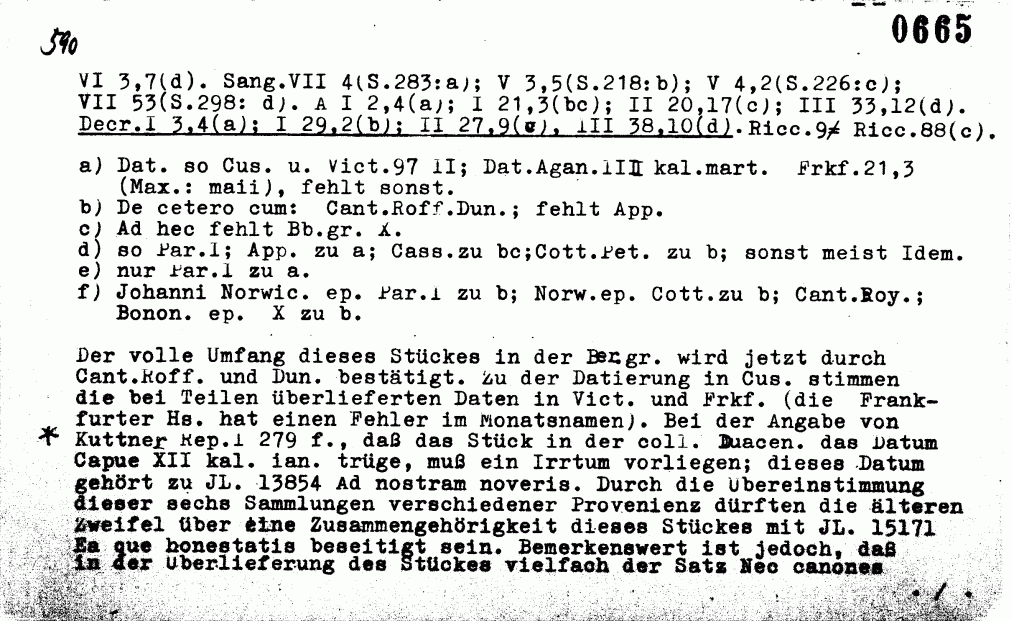 0665
590
VI 3,7(d). Sang.VII 4(S.283:a); V 3,5(S.218:b); V 4,2(S.226:c);
VII 53(S.298: d). A I 2,4(a); I 21,3(bc); II 20,17(c); III 33,12(d).
Decr.I 3,4(a); I 29,2(b); II 27,9(c), III 38,10(d). Ricc.9≠ Ricc.88(c).
a) Dat. so Cus. u. Vict.97 II; Dat.Agan.III kal.mart. Frkf.21,3
(Max.: maii), fehlt sonst.
b) De cetero cum: Cant.Roff.Dun.; fehlt App.
c) Ad hec fehlt Bb.gr. X.
d) so Par.I; App. zu a; Cass.zu bc;Cott.Pet. zu b; sonst meist Idem.
e) nur Par.I zu a.
f) Johanni Norwic. ep. Par.I zu b; Norw.ep. Cott.zu b; Cant.Roy.;
Bonon. ep. X zu b.
Der volle Umfang dieses Stückes in der Ber.gr. wird jetzt durch
Cant.Roff. und Dun. bestätigt. Zu der Datierung in Cus. stimmen
die bei Teilen überlieferten Daten in Vict. und Frkf. (die Frank-
furter Hs. hat einen Fehler im Monatsnamen). Bei der Angabe von
* Kuttner Rep.I 279 f., daß das Stück in der coll. Duacen. das Datum
Capue XII kal. ian. trüge, muß ein Irrtum vorliegen; dieses Datum
gehört zu JL. 13854 Ad nostram noveris. Durch die Übereinstimmung
dieser sechs Sammlungen verschiedener Provenienz dürften die älteren
Zweifel über eine Zusammengehörigkeit dieses Stückes mit JL. 15171
Ea que honestatis beseitigt sein. Bemerkenswert ist jedoch, daß
in der Überlieferung des Stückes vielfach der Satz Nec canones
./.